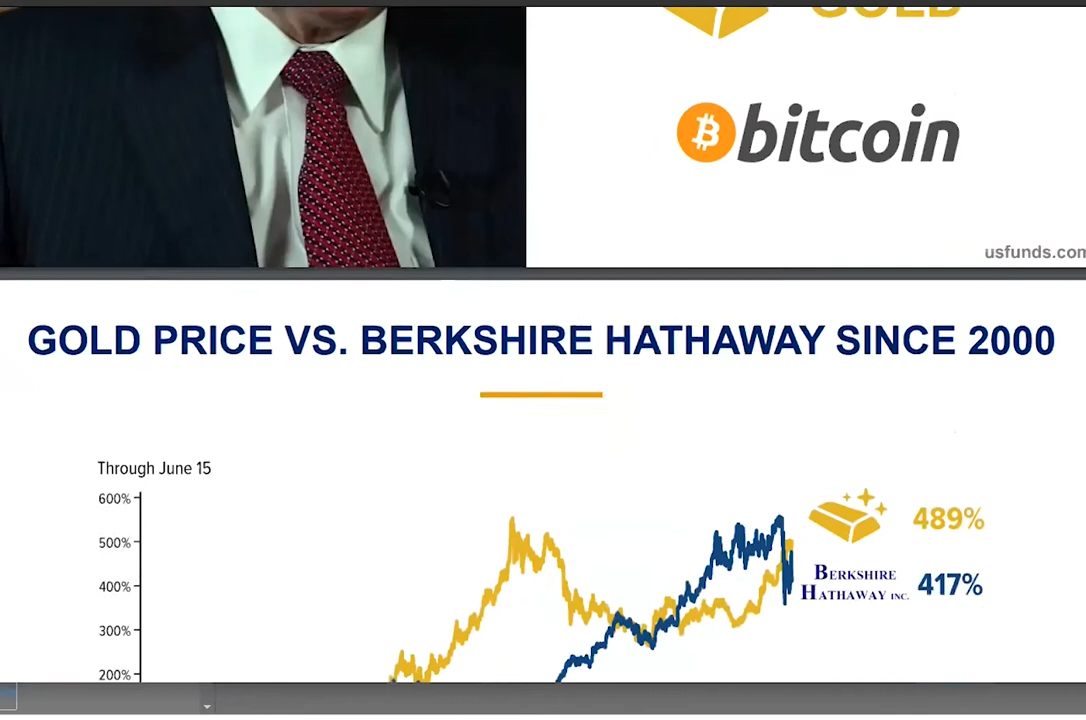 bitcoin
usfunds.com
GOLD PRICE VS. BERKSHIRE HATHAWAY SINCE 2000
Through June 15
600%
500%
400%
300%
200%
489%
BERKSHIRE
HATHAWAY INC.
417%